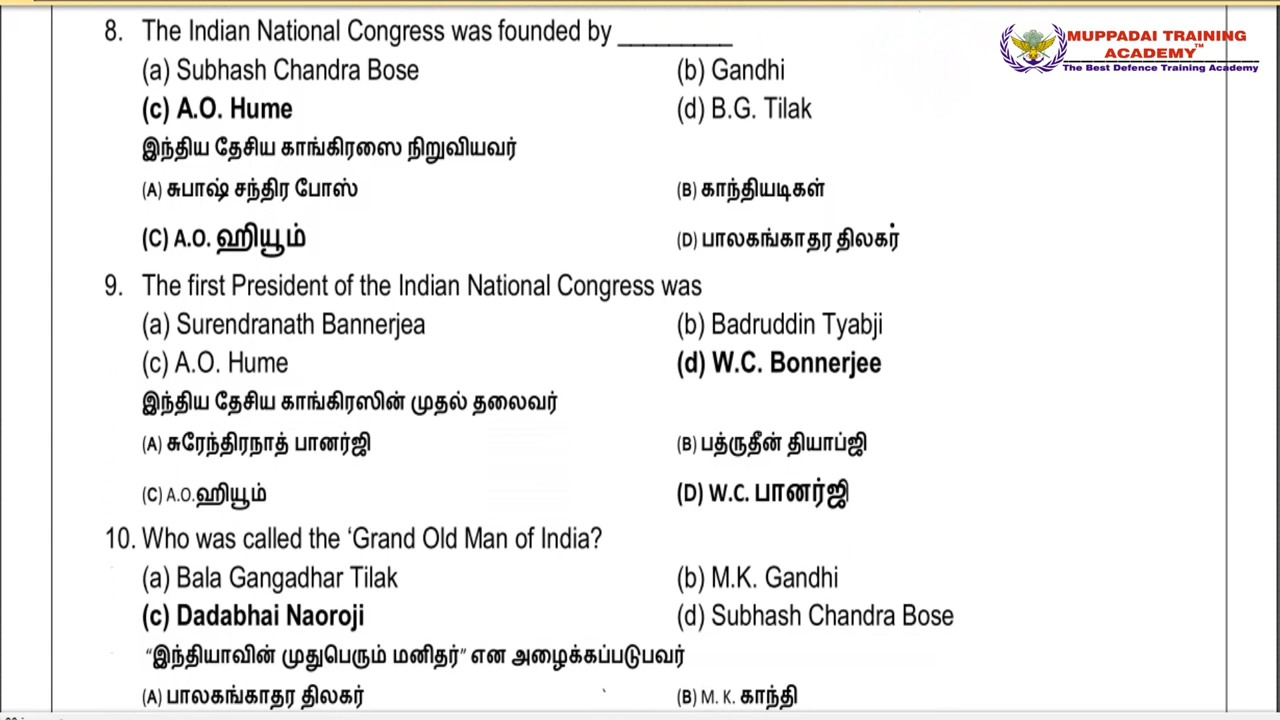 8. The Indian National Congress was founded by __________
(a) Subhash Chandra Bose (b) Gandhi
(c) A.O. Hume (d) B.G. Tilak
இந்திய தேசிய காங்கிரஸை நிறுவியவர்
(A) சுபாஷ் சந்திர போஸ் (B) காந்தியடிகள்
(C) A.O. ஹியூம் (D) பாலகங்காதர திலகர்
9. The first President of the Indian National Congress was
(a) Surendranath Bannerjea (b) Badruddin Tyabji
(c) A.O. Hume (d) W.C. Bonnerjee
இந்திய தேசிய காங்கிரஸின் முதல் தலைவர்
(A) சுரேந்திரநாத் பானர்ஜி (B) பத்ருதீன் தியாப்ஜி
(C) A.O.ஹியூம் (D) W.C. பானர்ஜி
10. Who was called the ‘Grand Old Man of India?
(a) Bala Gangadhar Tilak (b) M.K. Gandhi
(c) Dadabhai Naoroji (d) Subhash Chandra Bose
“இந்தியாவின் முதுபெரும் மனிதர்” என அழைக்கப்படுபவர்
(A) பாலகங்காதர திலகர் (B) M. K. காந்தி
MUPPADAI TRAINING
ACADEMY™
The Best Defence Training Academy